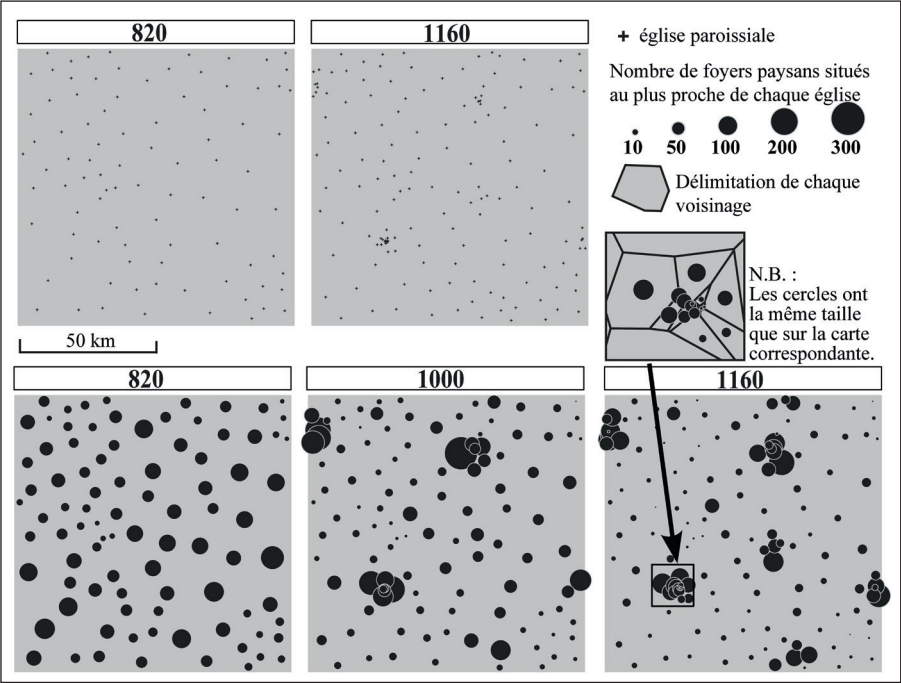 820
1160
église paroissiale
Nombre de foyers paysans situés
au plus proche de chaque église
10 50 100 200 300
Délimitation de chaque
voisinage
N.B. :
Les cercles ont
la même taille
que sur la carte
correspondante.
50 km
820
1000
1160